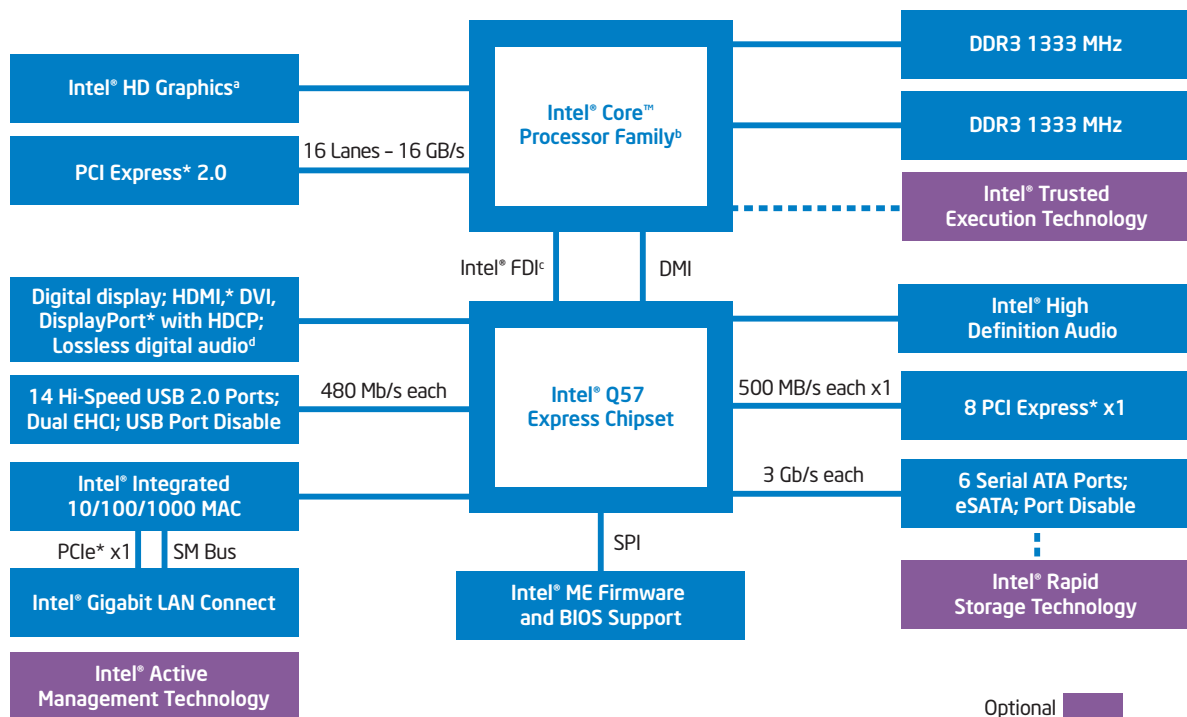 Intel® HD Graphicsᵃ
PCI Express* 2.0
16 Lanes – 16 GB/s
Intel® Core™
Processor Familyᵇ
DDR3 1333 MHz
DDR3 1333 MHz
Intel® Trusted
Execution Technology
Intel® FDIᶜ
DMI
Digital display; HDMI,* DVI,
DisplayPort* with HDCP;
Lossless digital audioᵈ
14 Hi-Speed USB 2.0 Ports;
Dual EHCI; USB Port Disable
480 Mb/s each
Intel® Integrated
10/100/1000 MAC
PCIe* x1
SM Bus
Intel® Gigabit LAN Connect
Intel® Active
Management Technology
Intel® Q57
Express Chipset
SPI
Intel® ME Firmware
and BIOS Support
Intel® High
Definition Audio
500 MB/s each x1
8 PCI Express* x1
3 Gb/s each
6 Serial ATA Ports;
eSATA; Port Disable
Intel® Rapid
Storage Technology
Optional